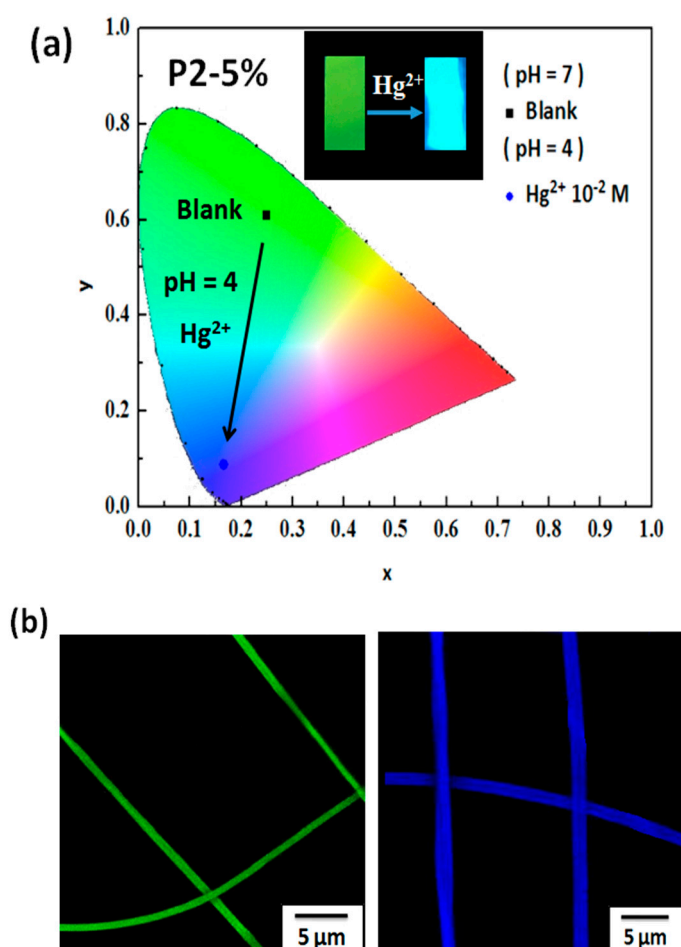 (a)
1.0
0.8
0.6
0.4
0.2
0.0
y
0.0 0.1 0.2 0.3 0.4 0.5 0.6 0.7 0.8 0.9 1.0
x
P2-5%
Hg²⁺
( pH = 7 )
■ Blank
( pH = 4 )
● Hg²⁺ 10⁻² M
Blank
pH = 4
Hg²⁺
(b)
5 µm
5 µm